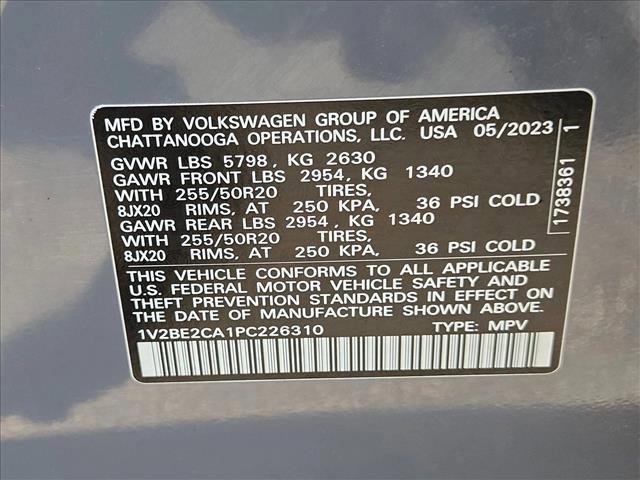 MFD BY VOLKSWAGEN GROUP OF AMERICA
CHATTANOOGA OPERATIONS, LLC. USA 05/2023
GVWR LBS 5798, KG 2630
GAWR FRONT LBS 2954, KG 1340
WITH 255/50R20 TIRES,
8JX20 RIMS, AT 250 KPA, 36 PSI COLD
GAWR REAR LBS 2954, KG 1340
WITH 255/50R20 TIRES,
8JX20 RIMS, AT 250 KPA, 36 PSI COLD
THIS VEHICLE CONFORMS TO ALL APPLICABLE
U.S. FEDERAL MOTOR VEHICLE SAFETY AND
THEFT PREVENTION STANDARDS IN EFFECT ON
THE DATE OF MANUFACTURE SHOWN ABOVE.
1V2BE2CA1PC226310 TYPE: MPV
1738361 1